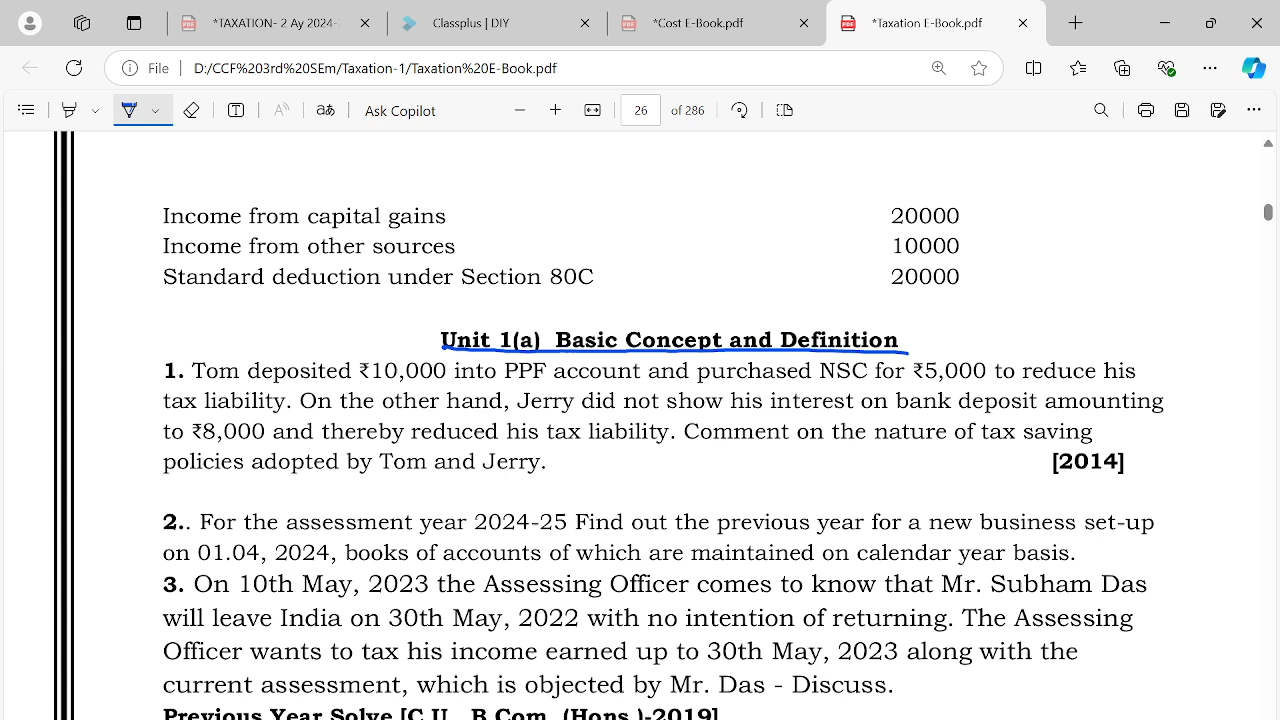 *TAXATION- 2 Ay 2024-
Classplus | DIY
*Cost E-Book.pdf
*Taxation E-Book.pdf
File | D:/CCF%203rd%20SEm/Taxation-1/Taxation%20E-Book.pdf
Ask Copilot
26 of 286
Income from capital gains 20000
Income from other sources 10000
Standard deduction under Section 80C 20000
Unit 1(a) Basic Concept and Definition
1. Tom deposited ₹10,000 into PPF account and purchased NSC for ₹5,000 to reduce his
tax liability. On the other hand, Jerry did not show his interest on bank deposit amounting
to ₹8,000 and thereby reduced his tax liability. Comment on the nature of tax saving
policies adopted by Tom and Jerry. [2014]
2.. For the assessment year 2024-25 Find out the previous year for a new business set-up
on 01.04, 2024, books of accounts of which are maintained on calendar year basis.
3. On 10th May, 2023 the Assessing Officer comes to know that Mr. Subham Das
will leave India on 30th May, 2022 with no intention of returning. The Assessing
Officer wants to tax his income earned up to 30th May, 2023 along with the
current assessment, which is objected by Mr. Das - Discuss.
Previous Year Solve [C.U., B.Com. (Hons.)-2019]